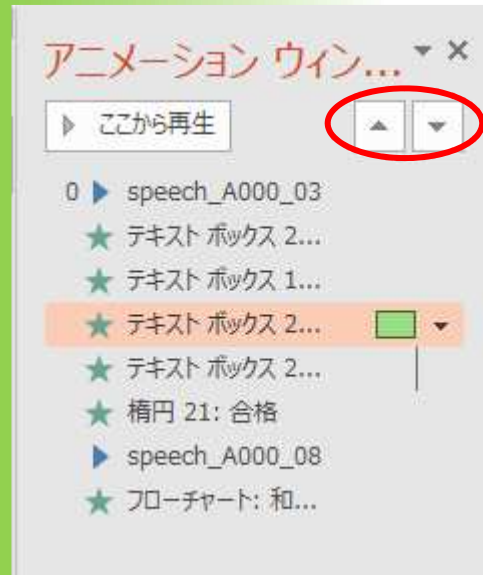 アニメーション ウィン...
ここから再生
0 speech_A000_03
テキスト ボックス 2...
テキスト ボックス 1...
テキスト ボックス 2...
テキスト ボックス 2...
楕円 21: 合格
speech_A000_08
フローチャート: 和...